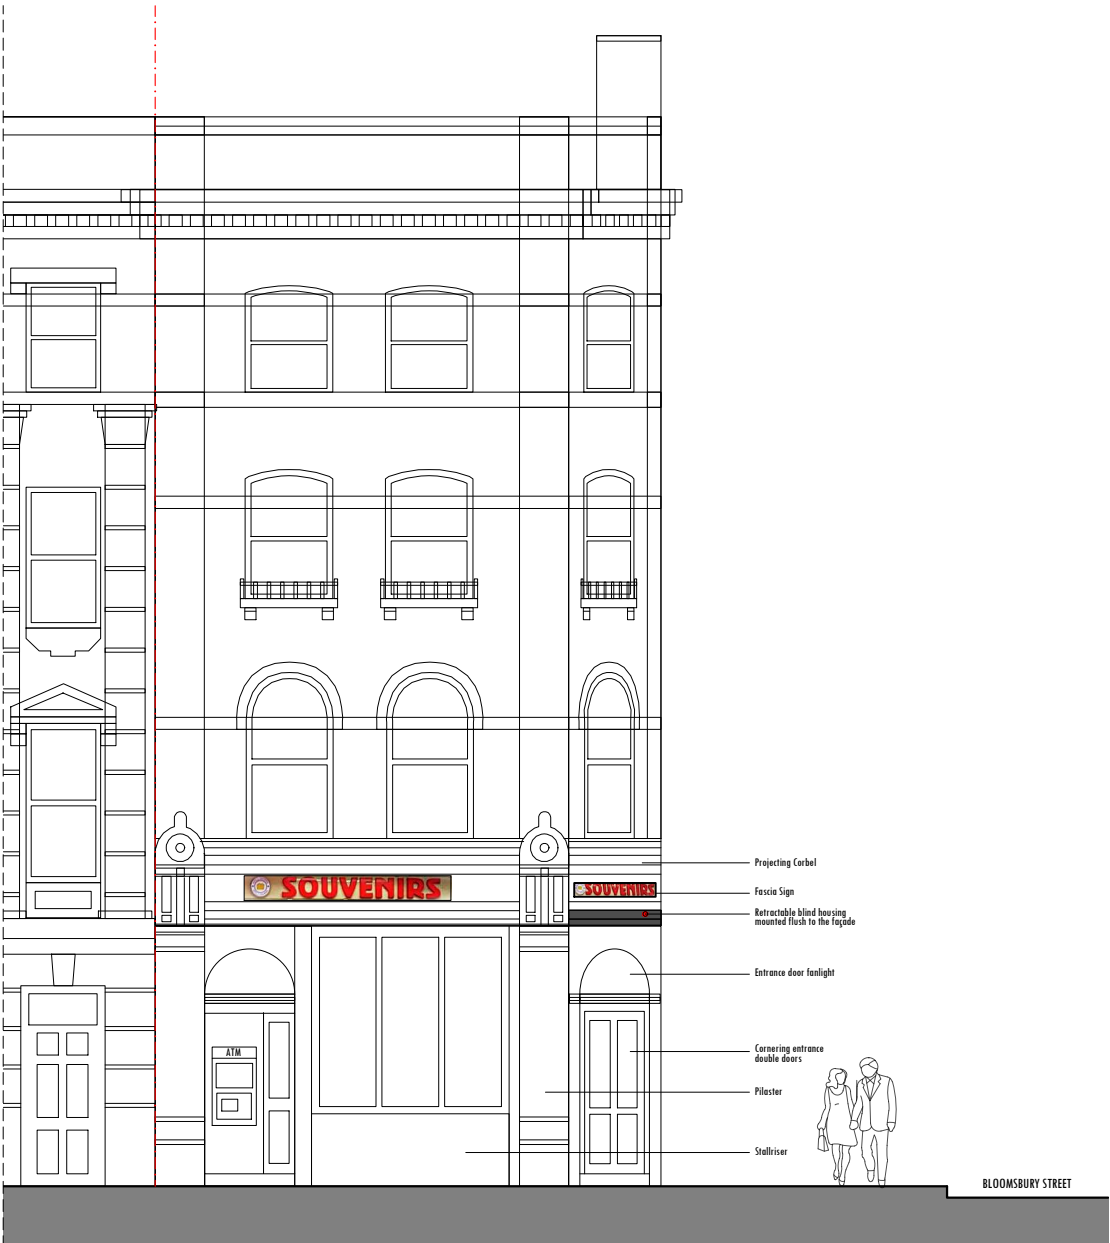 Projecting Corbel
SOUVENIRS
SOUVENIRS
Fascia Sign
Retractable blind housing
mounted flush to the façade
Entrance door fanlight
ATM
Cornering entrance
double doors
Pilaster
Stallriser
BLOOMSBURY STREET